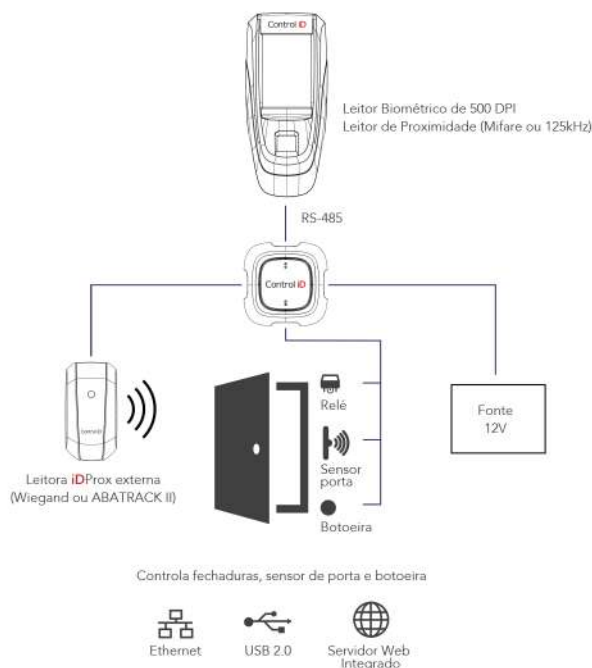 Control iD
Leitor Biométrico de 500 DPI
Leitor de Proximidade (Mifare ou 125kHz)
RS-485
Control iD
Control iD
Leitora iDProx externa
(Wiegand ou ABATRACK II)
Relé
Sensor
porta
Botoeira
Fonte
12V
Controla fechaduras, sensor de porta e botoeira
Ethernet
USB 2.0
Servidor Web
Integrado